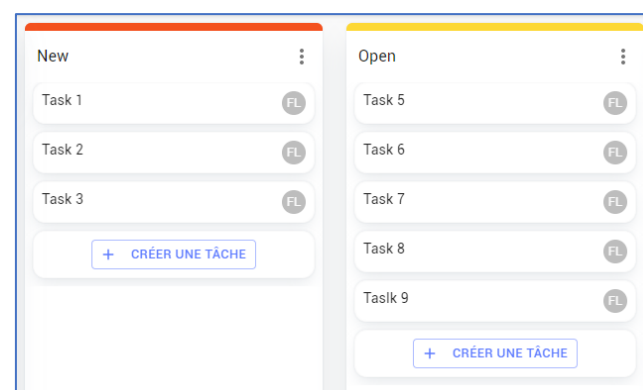 New
Task 1 FL
Task 2 FL
Task 3 FL
+ CRÉER UNE TÂCHE
Open
Task 5 FL
Task 6 FL
Task 7 FL
Task 8 FL
Taslk 9 FL
+ CRÉER UNE TÂCHE